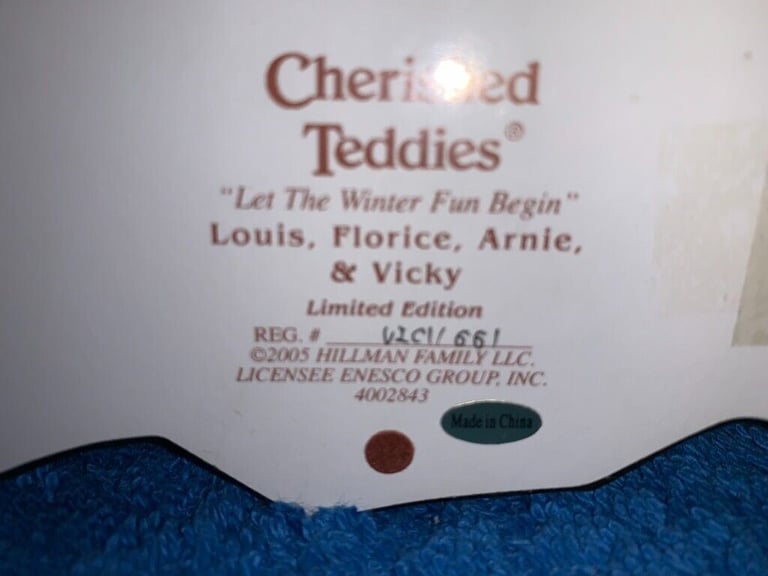 Cherished
Teddies®
"Let The Winter Fun Begin"
Louis, Florice, Arnie,
& Vicky
Limited Edition
REG. #
©2005 HILLMAN FAMILY LLC.
LICENSEE ENESCO GROUP, INC.
4002843
Made in China